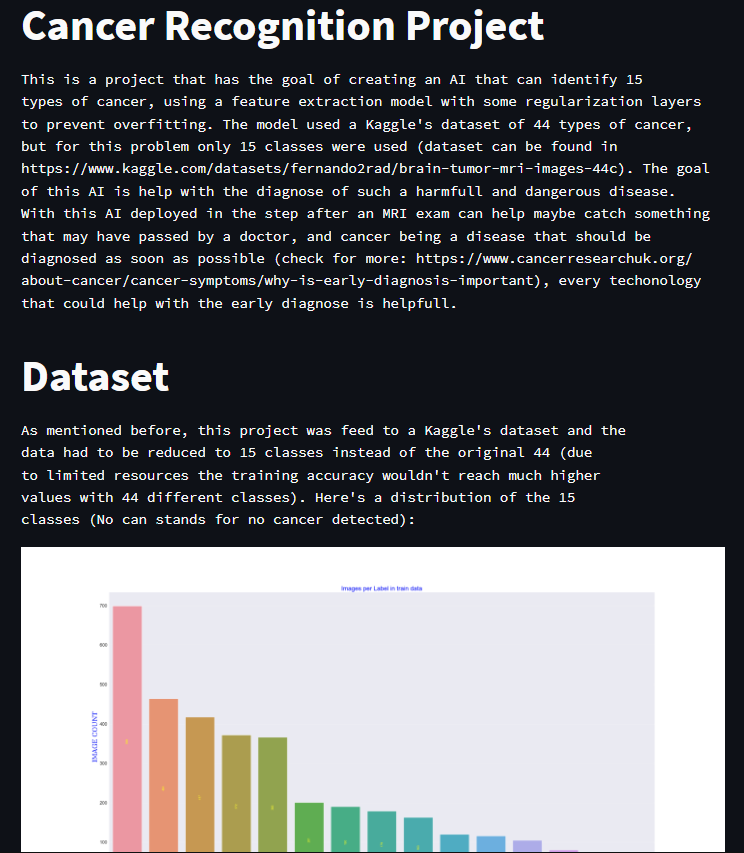 Cancer Recognition Project
This is a project that has the goal of creating an AI that can identify 15
types of cancer, using a feature extraction model with some regularization layers
to prevent overfitting. The model used a Kaggle's dataset of 44 types of cancer,
but for this problem only 15 classes were used (dataset can be found in
https://www.kaggle.com/datasets/fernando2rad/brain-tumor-mri-images-44c). The goal
of this AI is help with the diagnose of such a harmfull and dangerous disease.
With this AI deployed in the step after an MRI exam can help maybe catch something
that may have passed by a doctor, and cancer being a disease that should be
diagnosed as soon as possible (check for more: https://www.cancerresearchuk.org/
about-cancer/cancer-symptoms/why-is-early-diagnosis-important), every techonology
that could help with the early diagnose is helpfull.
Dataset
As mentioned before, this project was feed to a Kaggle's dataset and the
data had to be reduced to 15 classes instead of the original 44 (due
to limited resources the training accuracy wouldn't reach much higher
values with 44 different classes). Here's a distribution of the 15
classes (No can stands for no cancer detected):
Images per Label in train data
700
600
500
400
300
200
100
IMAGE COUNT